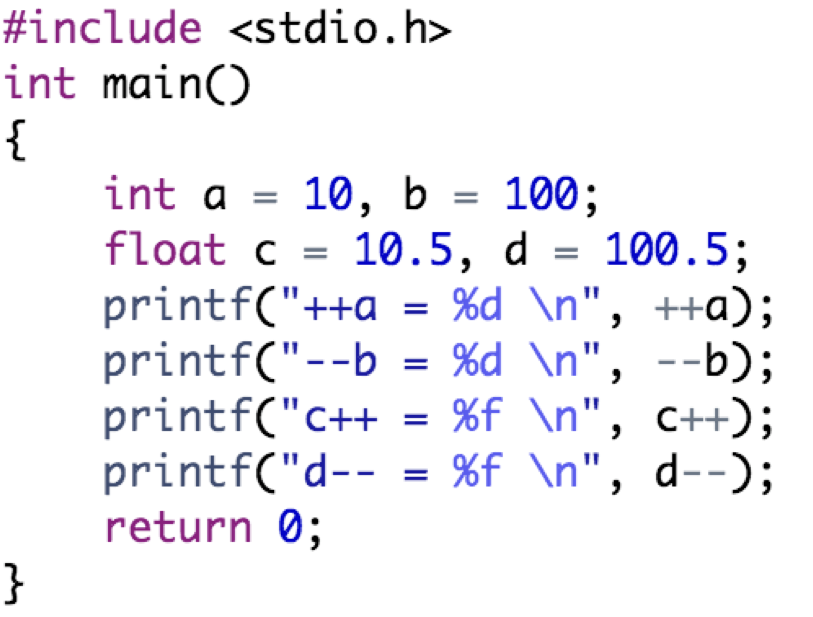 #include <stdio.h>
int main()
{
    int a = 10, b = 100;
    float c = 10.5, d = 100.5;
    printf("++a = %d \n", ++a);
    printf("--b = %d \n", --b);
    printf("c++ = %f \n", c++);
    printf("d-- = %f \n", d--);
    return 0;
}